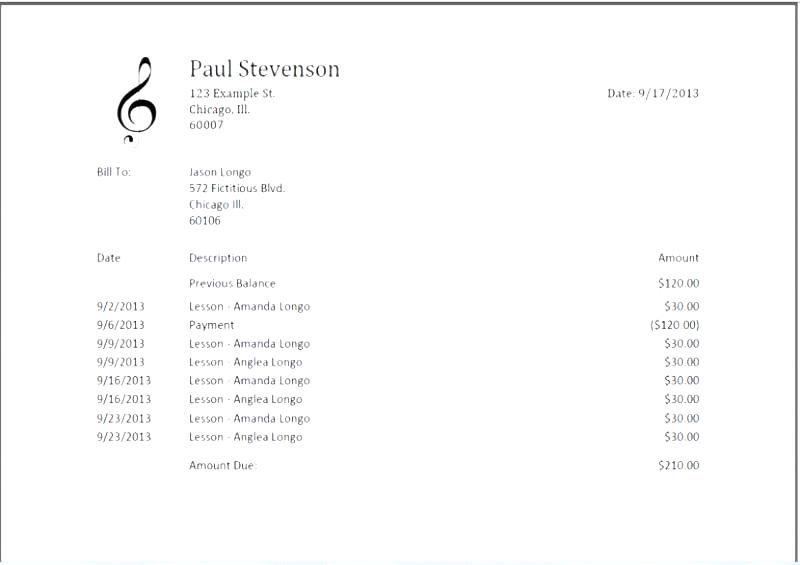 Paul Stevenson
123 Example St.
Date: 9/17/2013
Chicago, Ill.
60007
Bill To: Jason Longo
572 Fictitious Blvd.
Chicago Ill.
60106
Date Description Amount
Previous Balance $120.00
9/2/2013 Lesson - Amanda Longo $30.00
9/6/2013 Payment ($120.00)
9/9/2013 Lesson - Amanda Longo $30.00
9/9/2013 Lesson - Anglea Longo $30.00
9/16/2013 Lesson - Amanda Longo $30.00
9/16/2013 Lesson - Anglea Longo $30.00
9/23/2013 Lesson - Amanda Longo $30.00
9/23/2013 Lesson - Anglea Longo $30.00
Amount Due: $210.00